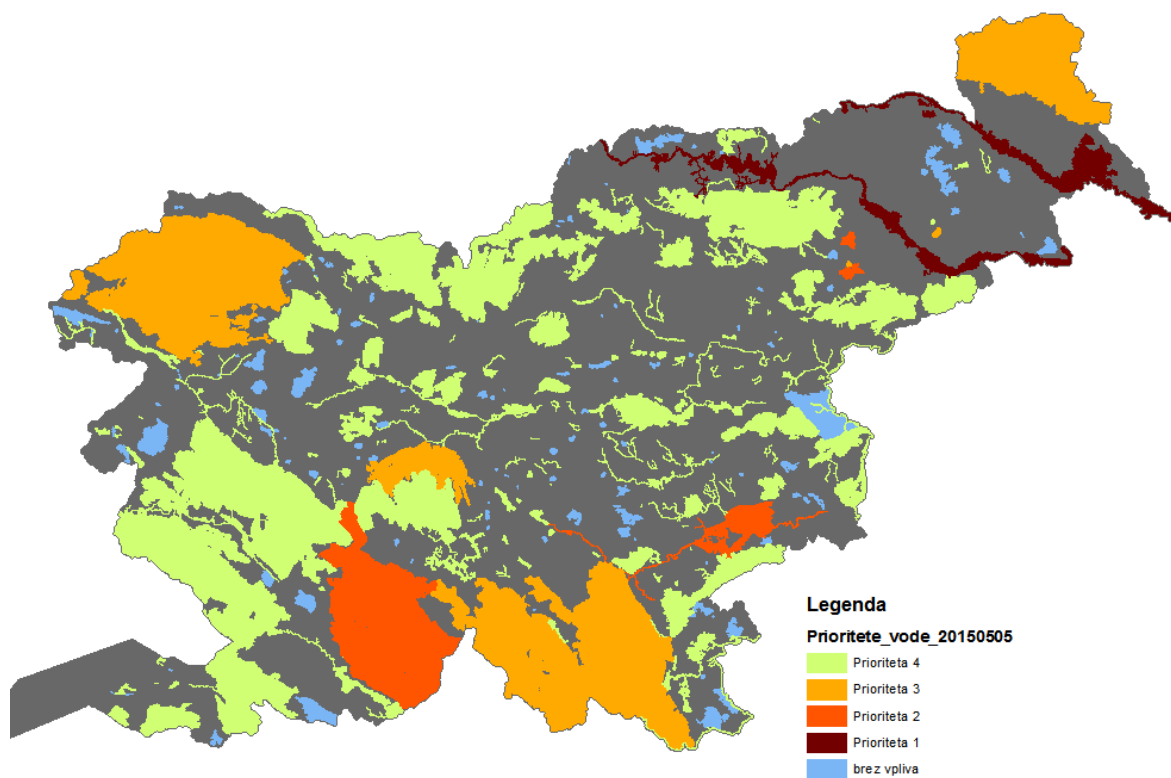 Legenda
Prioritete_vode_20150505
Prioriteta 4
Prioriteta 3
Prioriteta 2
Prioriteta 1
brez vpliva